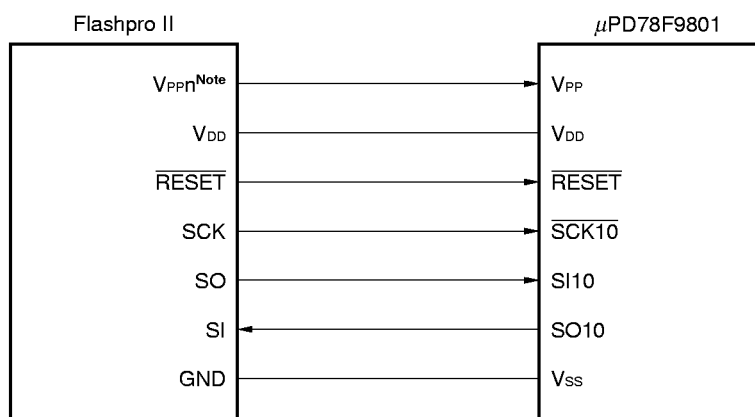 Flashpro II μPD78F9801
VPPnNote VPP
VDD VDD
RESET RESET
SCK SCK10
SO SI10
SI SO10
GND VSS